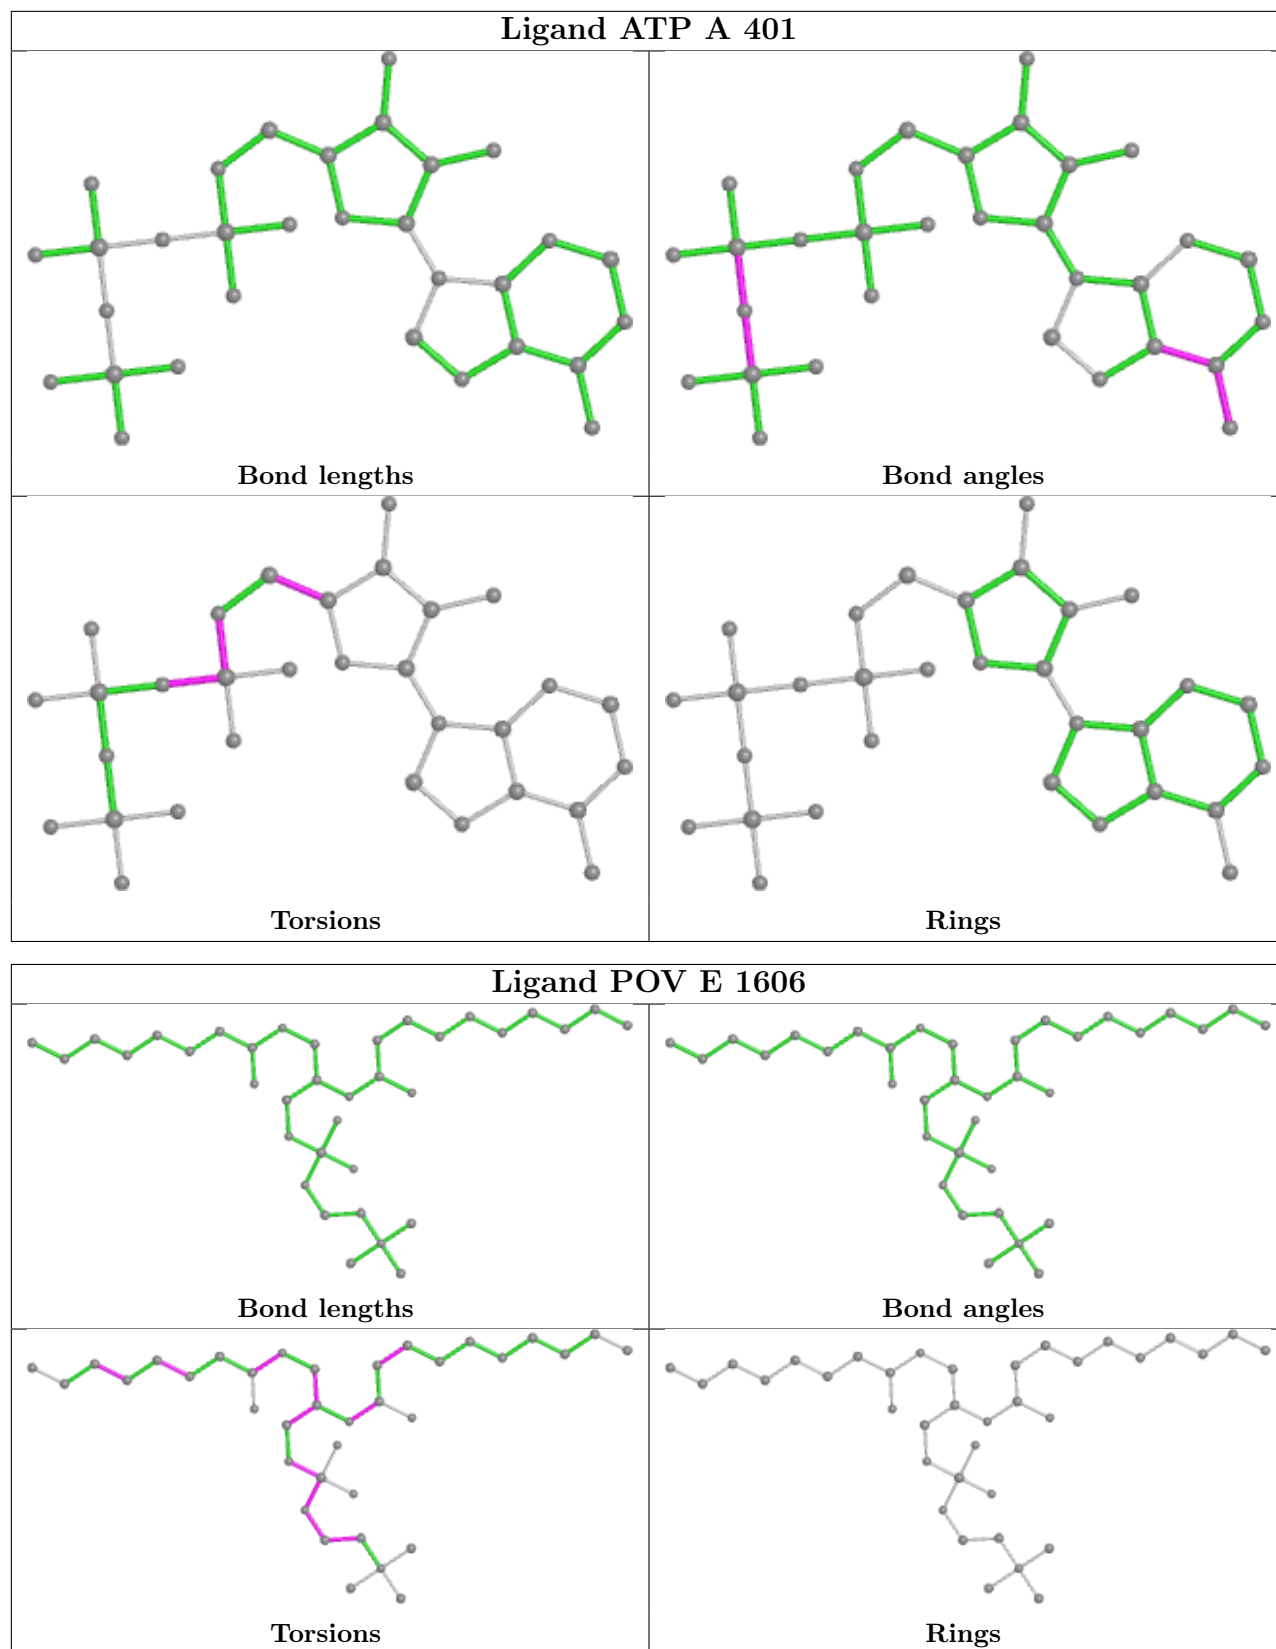 Ligand ATP A 401
Bond lengths
Bond angles
Torsions
Rings
Ligand POV E 1606
Bond lengths
Bond angles
Torsions
Rings